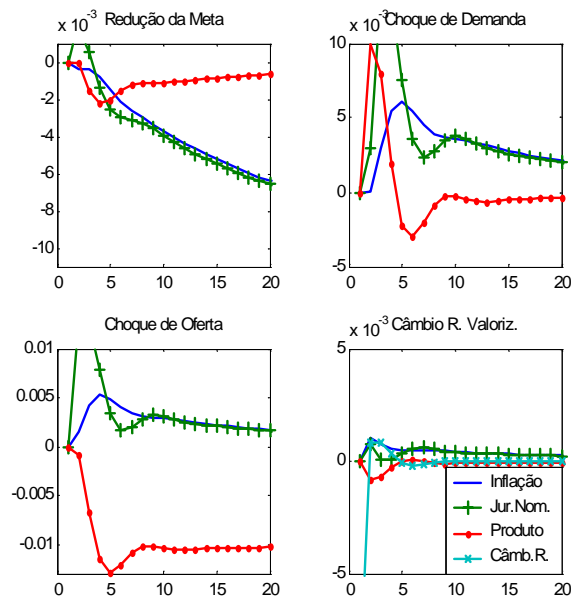 x 10⁻³ Redução da Meta
0
-2
-4
-6
-8
-10
0 5 10 15 20
x 10⁻³ Choque de Demanda
10
5
0
-5
0 5 10 15 20
Choque de Oferta
0.01
0.005
0
-0.005
-0.01
0 5 10 15 20
x 10⁻³ Câmbio R. Valoriz.
5
0
-5
0 5 10 15 20
Inflação
Jur.Nom.
Produto
Câmb.R.